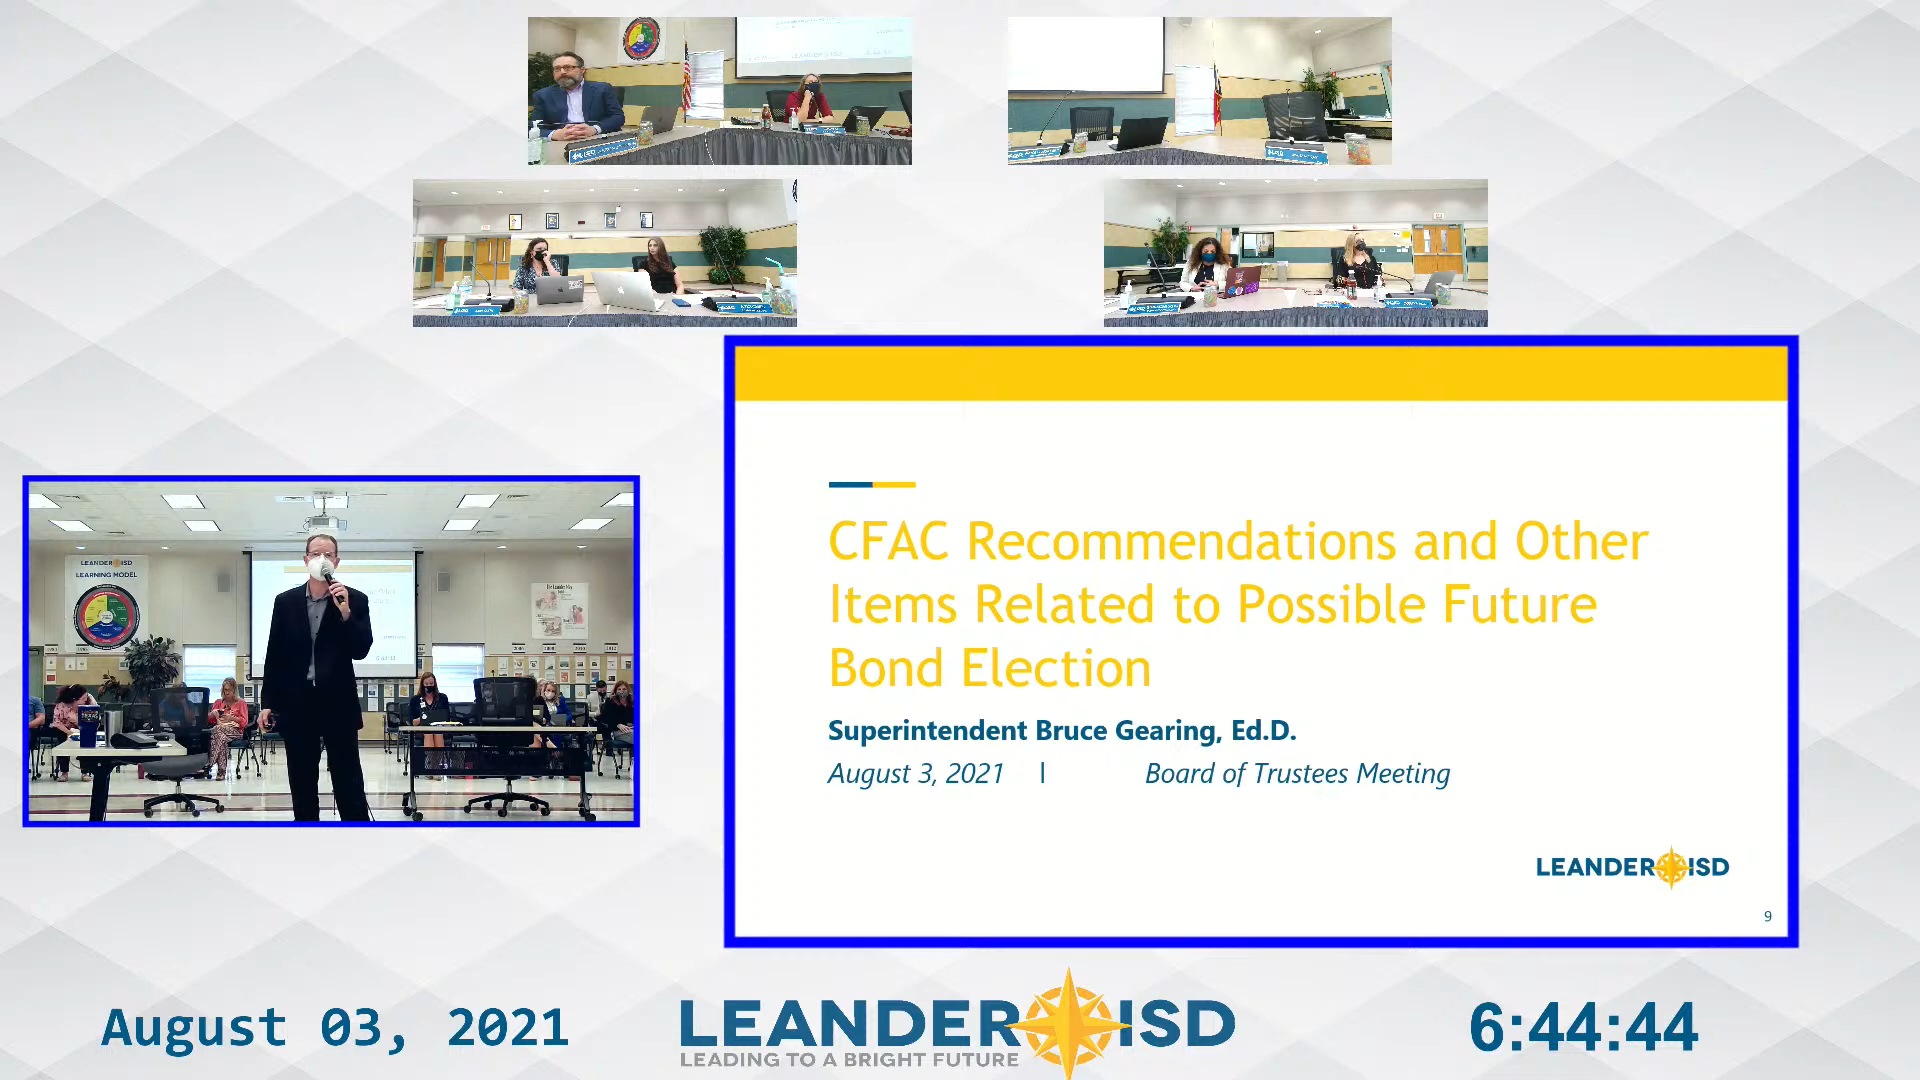 LEANDER ISD
LEARNING MODEL
CFAC Recommendations and Other
Items Related to Possible Future
Bond Election
Superintendent Bruce Gearing, Ed.D.
August 3, 2021 | Board of Trustees Meeting
LEANDER ISD
9
August 03, 2021
LEANDER ISD
LEADING TO A BRIGHT FUTURE
6:44:44